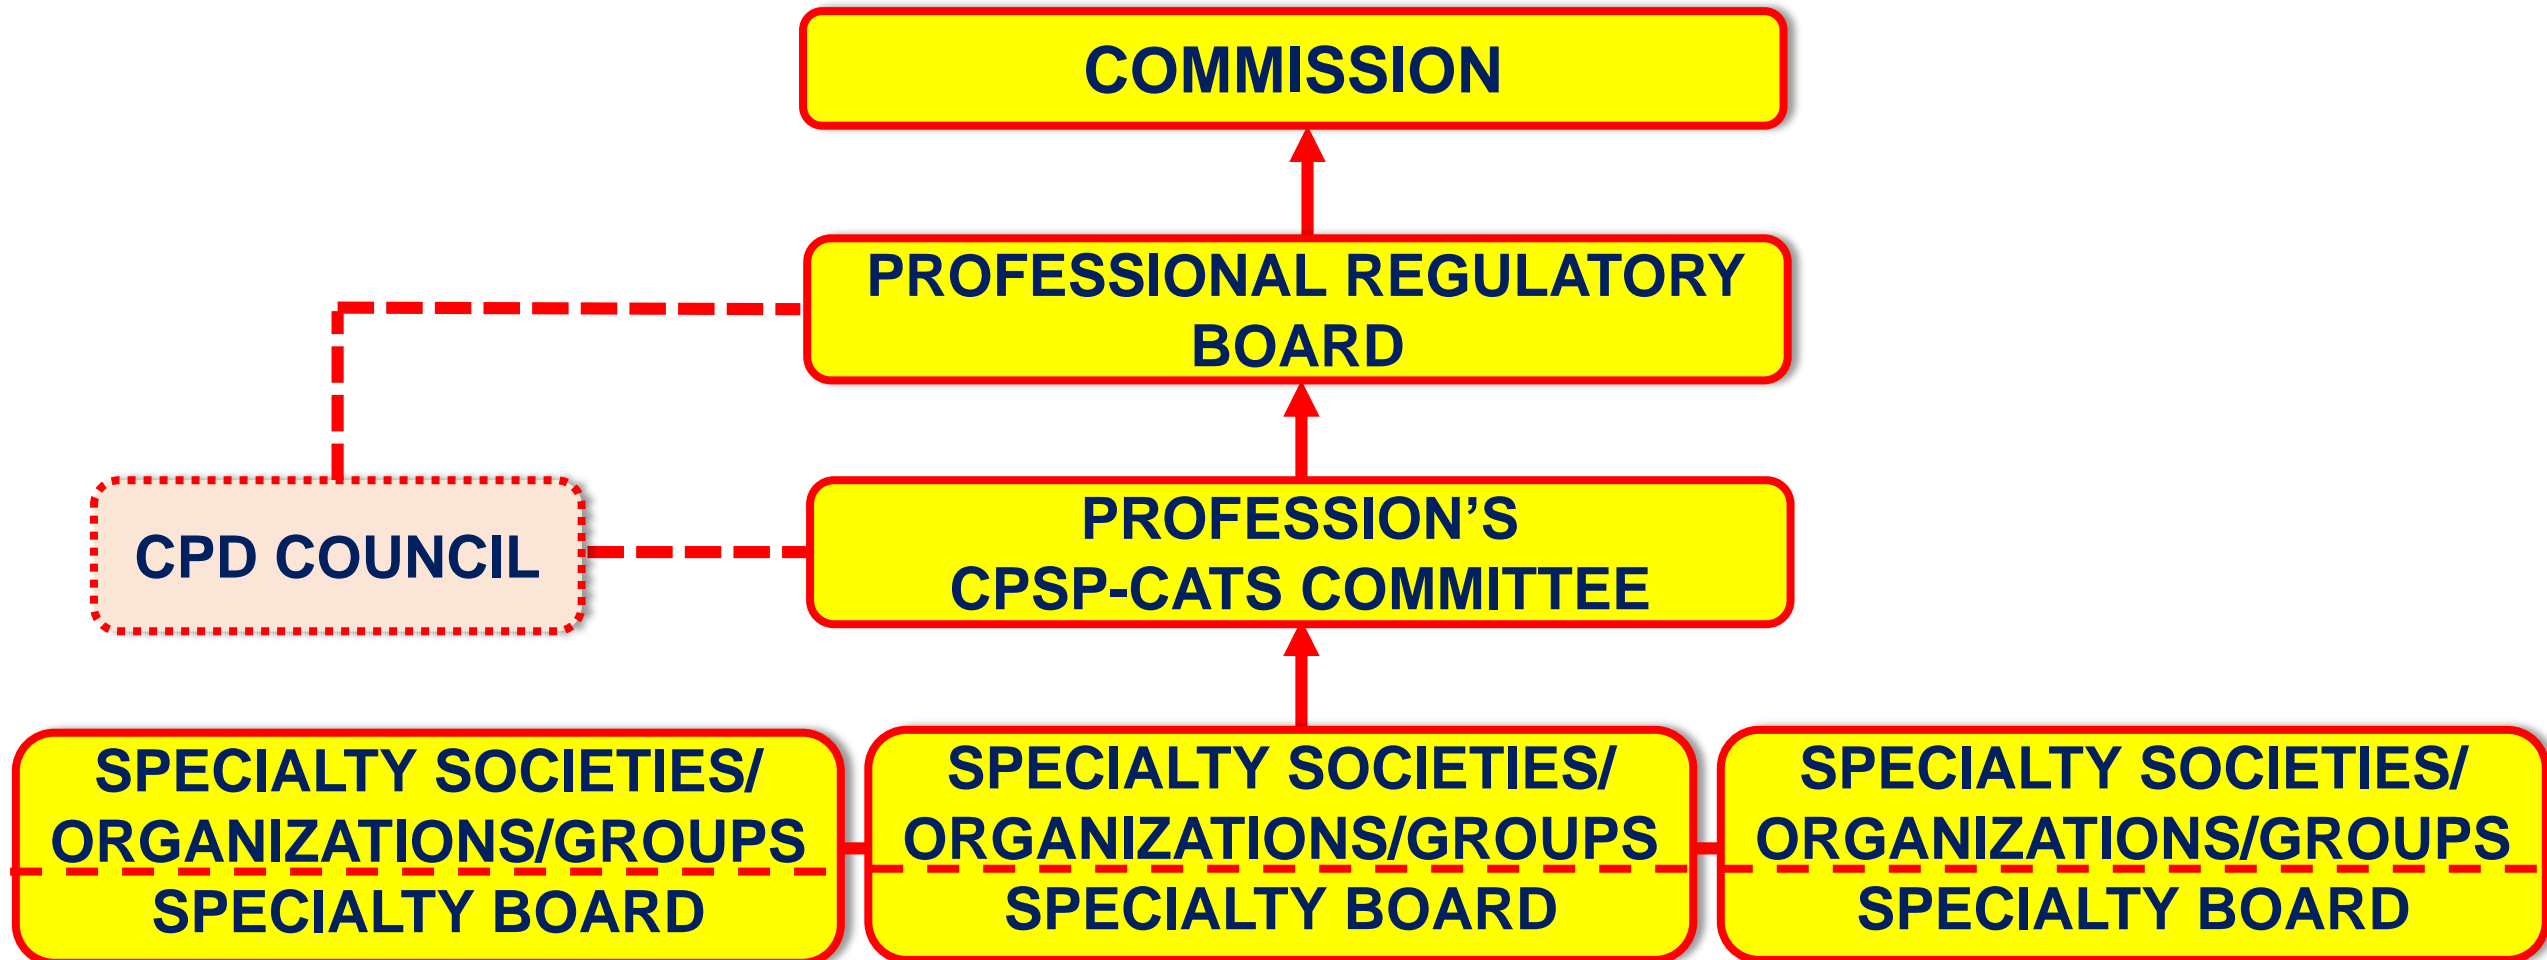 COMMISSION
PROFESSIONAL REGULATORY
BOARD
CPD COUNCIL
PROFESSION’S
CPSP-CATS COMMITTEE
SPECIALTY SOCIETIES/
ORGANIZATIONS/GROUPS
SPECIALTY BOARD
SPECIALTY SOCIETIES/
ORGANIZATIONS/GROUPS
SPECIALTY BOARD
SPECIALTY SOCIETIES/
ORGANIZATIONS/GROUPS
SPECIALTY BOARD